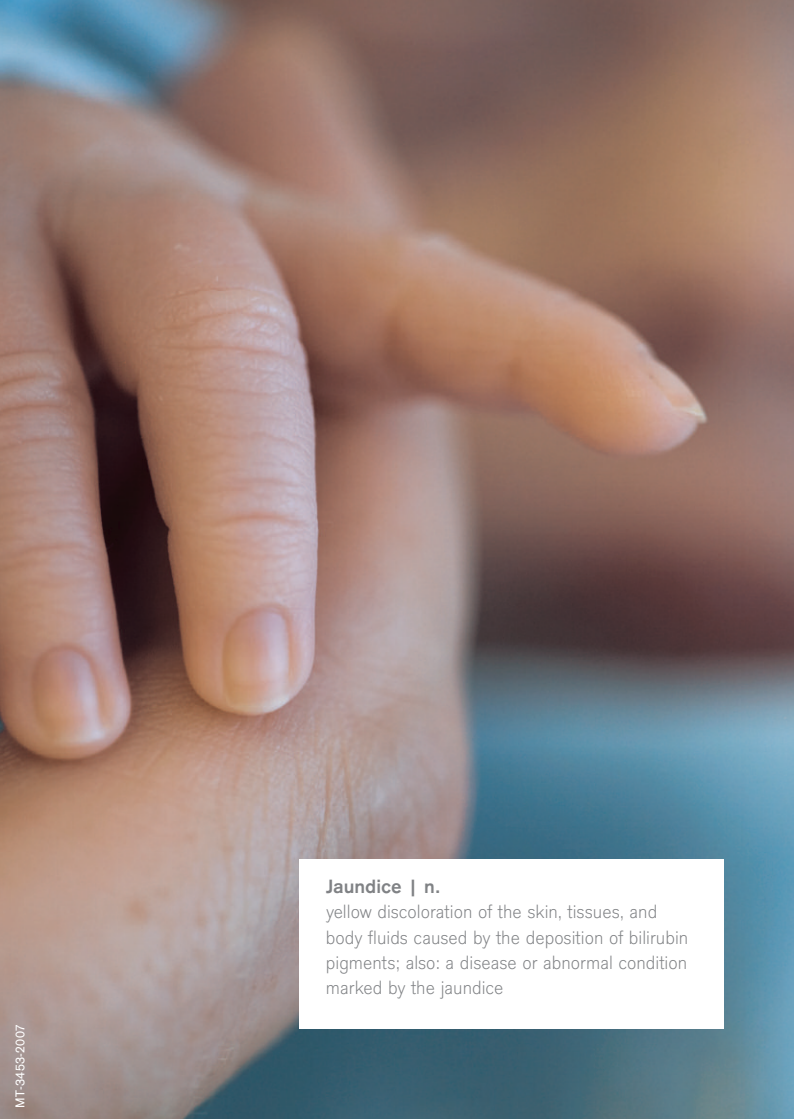 Jaundice | n.
yellow discoloration of the skin, tissues, and
body fluids caused by the deposition of bilirubin
pigments; also: a disease or abnormal condition
marked by the jaundice
MT-3453-2007